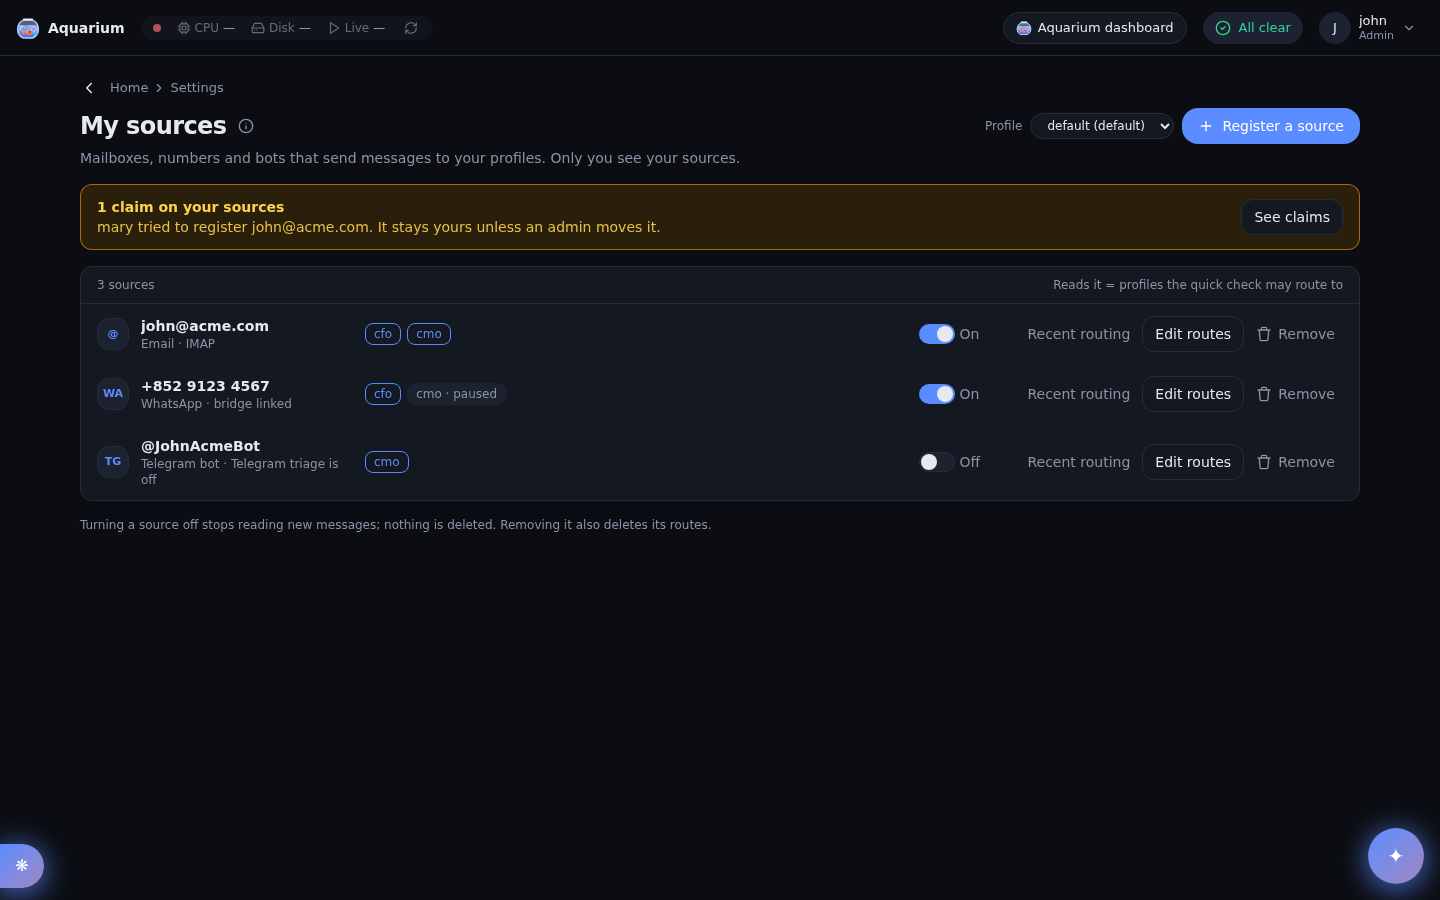 Aquarium
CPU —
Disk —
Live —
Aquarium dashboard
All clear
J
john
Admin
Home
Settings
My sources
Profile
default (default)
Register a source
Mailboxes, numbers and bots that send messages to your profiles. Only you see your sources.
1 claim on your sources
mary tried to register john@acme.com. It stays yours unless an admin moves it.
See claims
3 sources
Reads it = profiles the quick check may route to
@
john@acme.com
Email · IMAP
cfo
cmo
On
Recent routing
Edit routes
Remove
WA
+852 9123 4567
WhatsApp · bridge linked
cfo
cmo · paused
On
Recent routing
Edit routes
Remove
TG
@JohnAcmeBot
Telegram bot · Telegram triage is
off
cmo
Off
Recent routing
Edit routes
Remove
Turning a source off stops reading new messages; nothing is deleted. Removing it also deletes its routes.